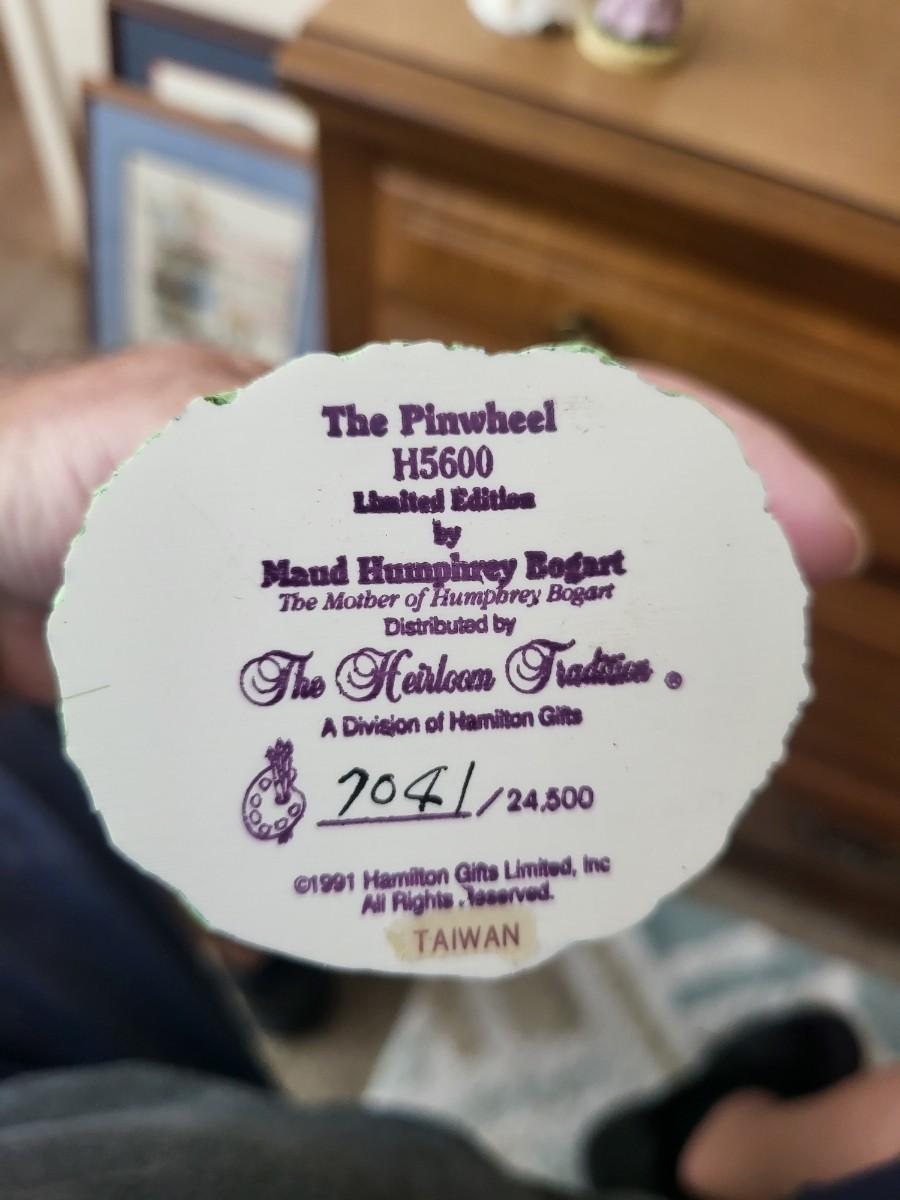 The Pinwheel
H5600
Limited Edition
by
Maud Humphrey Bogart
The Mother of Humphrey Bogart
Distributed by
The Heirloom Tradition ®
A Division of Hamilton Gifts
7041/24,500
©1991 Hamilton Gifts Limited, Inc
All Rights Reserved.
TAIWAN